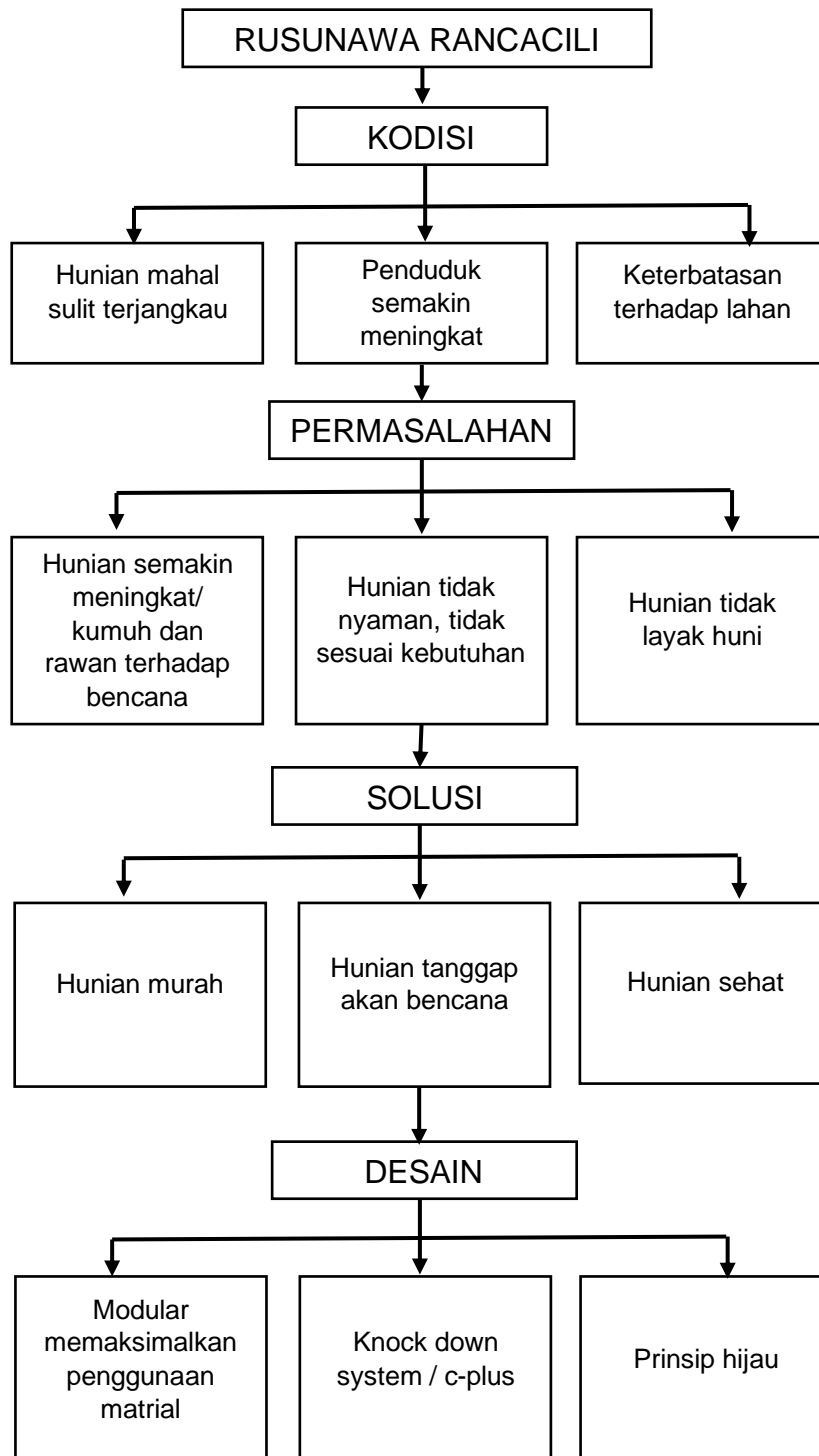 RUSUNAWA RANCACILI
KODISI
Hunian mahal
sulit terjangkau
Penduduk
semakin
meningkat
Keterbatasan
terhadap lahan
PERMASALAHAN
Hunian semakin
meningkat/
kumuh dan
rawan terhadap
bencana
Hunian tidak
nyaman, tidak
sesuai kebutuhan
Hunian tidak
layak huni
SOLUSI
Hunian murah
Hunian tanggap
akan bencana
Hunian sehat
DESAIN
Modular
memaksimalkan
penggunaan
matrial
Knock down
system / c-plus
Prinsip hijau